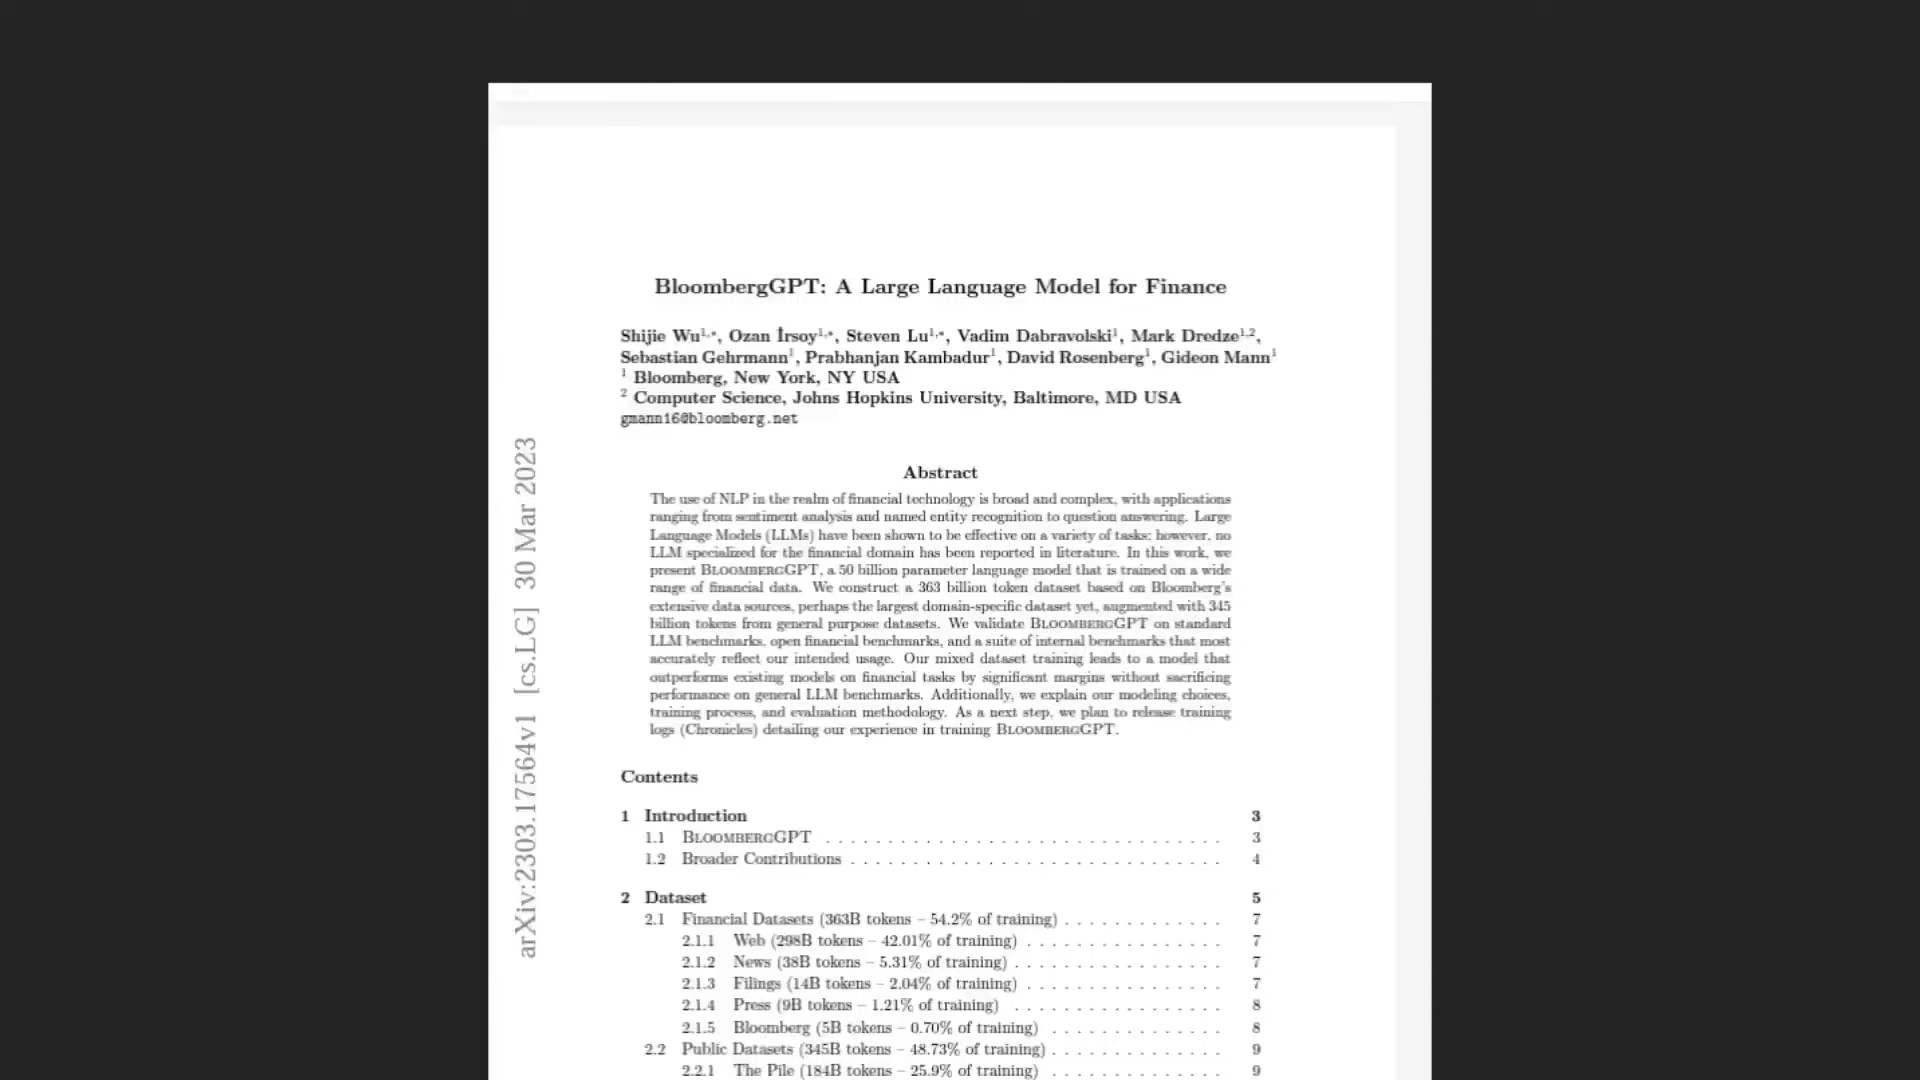 BloombergGPT: A Large Language Model for Finance
Shijie Wu1,*, Ozan İrsoy1,*, Steven Lu1,*, Vadim Dabravolski1, Mark Dredze1,2,
Sebastian Gehrmann1, Prabhanjan Kambadur1, David Rosenberg1, Gideon Mann1
1 Bloomberg, New York, NY USA
2 Computer Science, Johns Hopkins University, Baltimore, MD USA
gmann16@bloomberg.net
Abstract
The use of NLP in the realm of financial technology is broad and complex, with applications
ranging from sentiment analysis and named entity recognition to question answering. Large
Language Models (LLMs) have been shown to be effective on a variety of tasks; however, no
LLM specialized for the financial domain has been reported in literature. In this work, we
present BLOOMBERGGPT, a 50 billion parameter language model that is trained on a wide
range of financial data. We construct a 363 billion token dataset based on Bloomberg's
extensive data sources, perhaps the largest domain-specific dataset yet, augmented with 345
billion tokens from general purpose datasets. We validate BLOOMBERGGPT on standard
LLM benchmarks, open financial benchmarks, and a suite of internal benchmarks that most
accurately reflect our intended usage. Our mixed dataset training leads to a model that
outperforms existing models on financial tasks by significant margins without sacrificing
performance on general LLM benchmarks. Additionally, we explain our modeling choices,
training process, and evaluation methodology. As a next step, we plan to release training
logs (Chronicles) detailing our experience in training BLOOMBERGGPT.
Contents
1 Introduction 3
1.1 BLOOMBERGGPT . . . . . . . . . . . . . . . . . . . . . . . . . . . . . . . . 3
1.2 Broader Contributions . . . . . . . . . . . . . . . . . . . . . . . . . . . . . . 4
2 Dataset 5
2.1 Financial Datasets (363B tokens – 54.2% of training) . . . . . . . . . . . . . 7
2.1.1 Web (298B tokens – 42.01% of training) . . . . . . . . . . . . . . . . 7
2.1.2 News (38B tokens – 5.31% of training) . . . . . . . . . . . . . . . . . 7
2.1.3 Filings (14B tokens – 2.04% of training) . . . . . . . . . . . . . . . . 7
2.1.4 Press (9B tokens – 1.21% of training) . . . . . . . . . . . . . . . . . 8
2.1.5 Bloomberg (5B tokens – 0.70% of training) . . . . . . . . . . . . . . 8
2.2 Public Datasets (345B tokens – 48.73% of training) . . . . . . . . . . . . . . 9
2.2.1 The Pile (184B tokens – 25.9% of training) . . . . . . . . . . . . . . 9
arXiv:2303.17564v1 [cs.LG] 30 Mar 2023